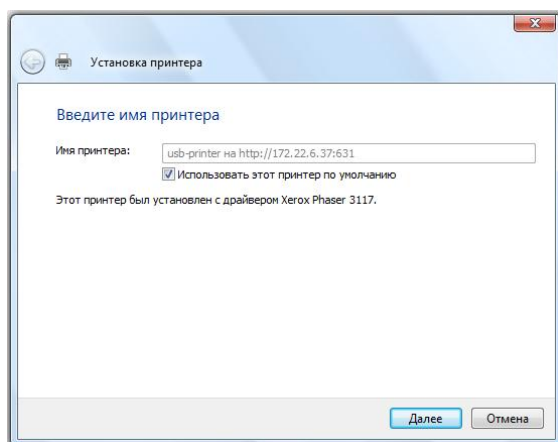 Установка принтера
Введите имя принтера
Имя принтера: usb-printer на http://172.22.6.37:631
Использовать этот принтер по умолчанию
Этот принтер был установлен с драйвером Xerox Phaser 3117.
Далее Отмена